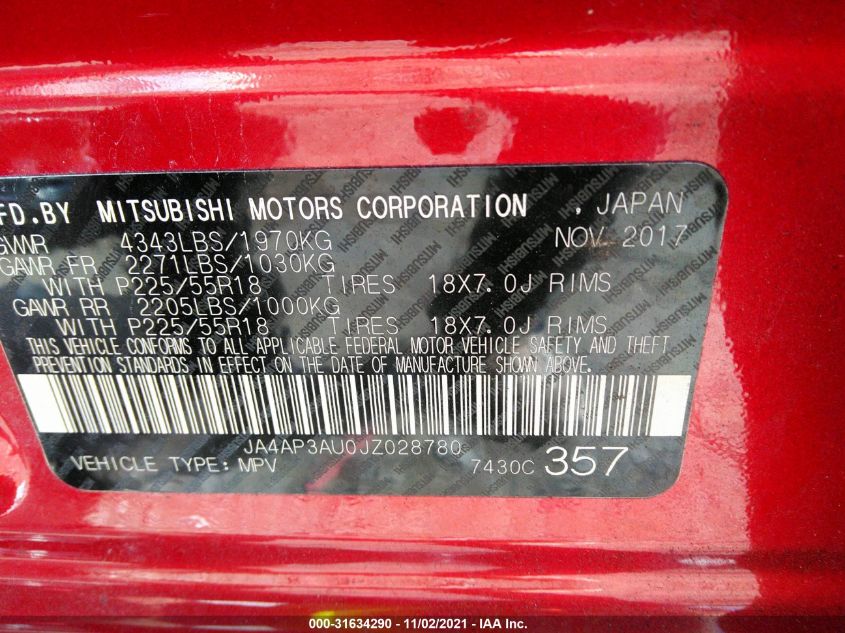 FD.BY MITSUBISHI MOTORS CORPORATION , JAPAN
GVWR 4343LBS/1970KG NOV. 2017
GAWR FR 2271LBS/1030KG
WITH P225/55R18 TIRES 18X7.0J RIMS
GAWR RR 2205LBS/1000KG
WITH P225/55R18 TIRES 18X7.0J RIMS
THIS VEHICLE CONFORMS TO ALL APPLICABLE FEDERAL MOTOR VEHICLE SAFETY AND THEFT
PREVENTION STANDARDS IN EFFECT ON THE DATE OF MANUFACTURE SHOWN ABOVE.
JA4AP3AU0JZ028780
VEHICLE TYPE: MPV 7430C 357
000-31634290 - 11/02/2021 - IAA Inc.